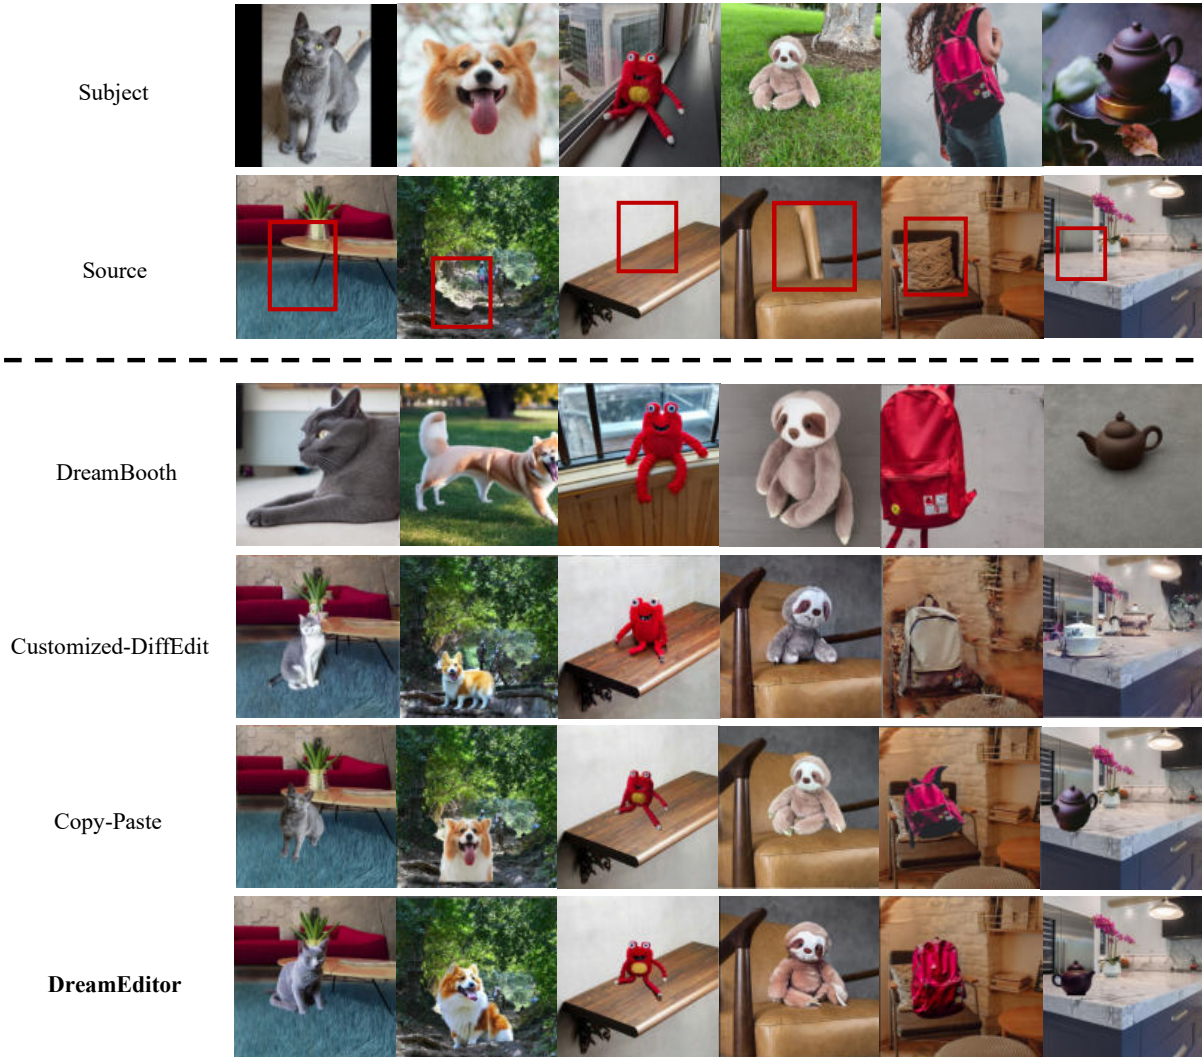 Subject
Source
DreamBooth
Customized-DiffEdit
Copy-Paste
DreamEditor